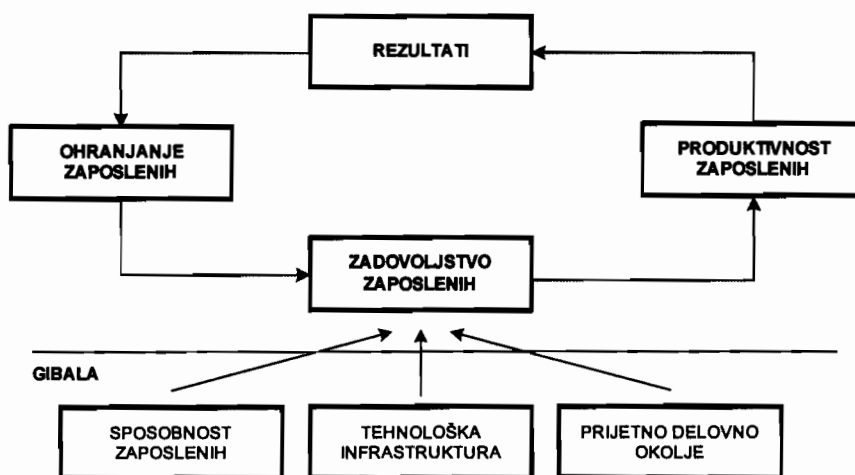 REZULTATI
OHRANJANJE
ZAPOSLENIH
PRODUKTIVNOST
ZAPOSLENIH
ZADOVOLJSTVO
ZAPOSLENIH
GIBALA
SPOSOBNOST
ZAPOSLENIH
TEHNOLOŠKA
INFRASTRUKTURA
PRIJETNO DELOVNO
OKOLJE